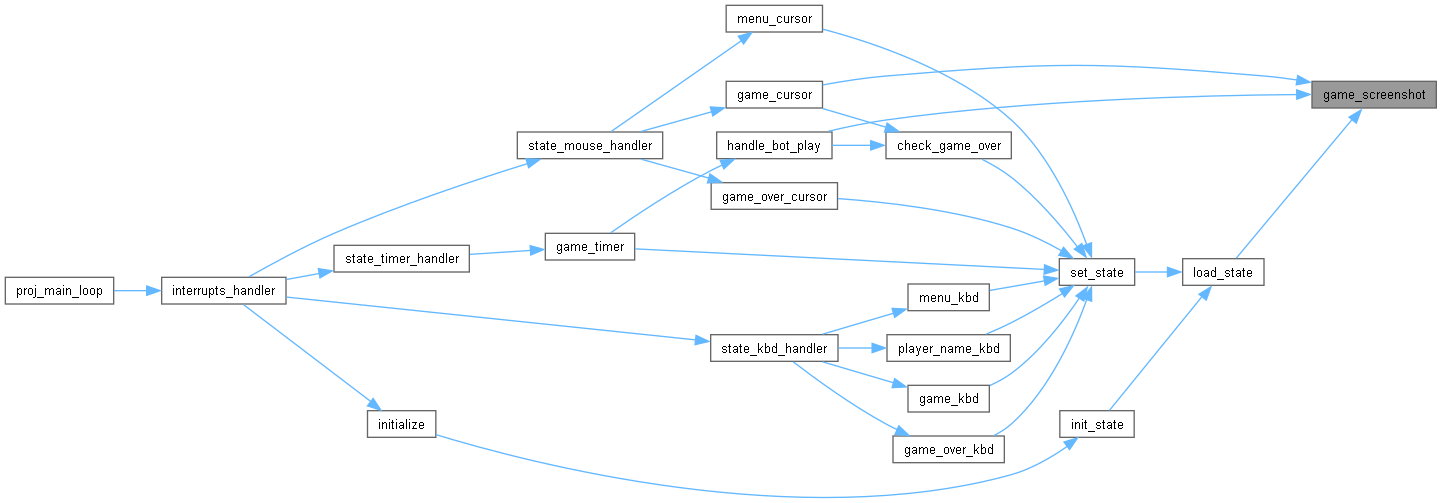 menu_cursor
game_cursor
game_screenshot
state_mouse_handler
handle_bot_play
check_game_over
game_over_cursor
game_timer
state_timer_handler
set_state
load_state
proj_main_loop
interrupts_handler
menu_kbd
state_kbd_handler
player_name_kbd
game_kbd
initialize
init_state
game_over_kbd